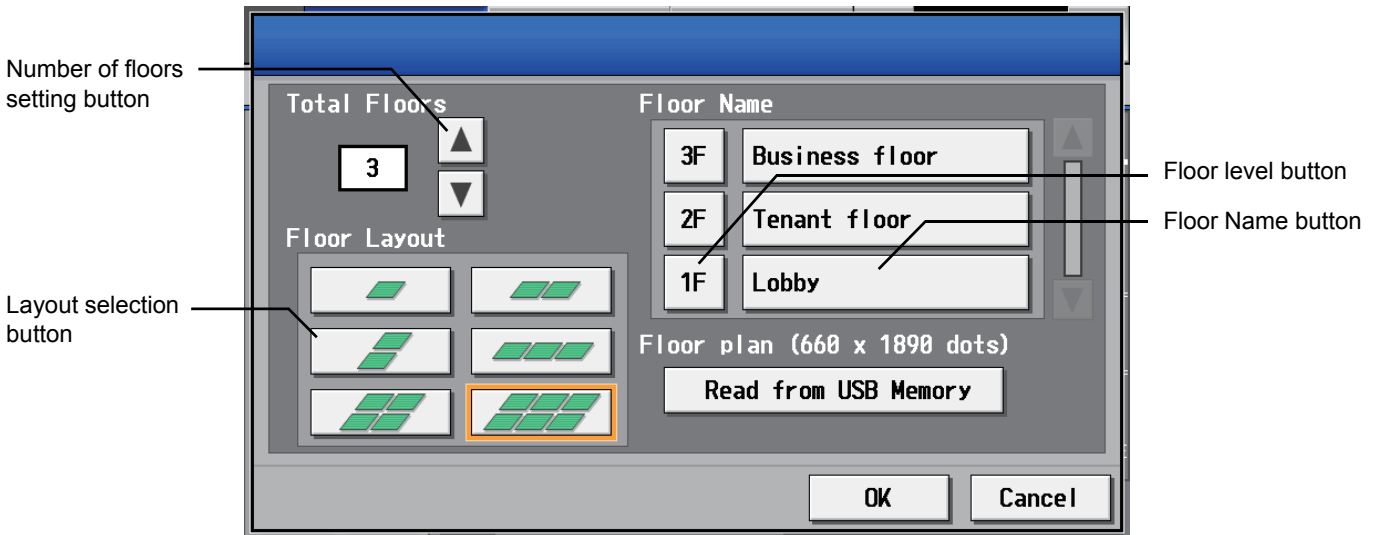 Number of floors
setting button
Total Floors
3
Floor Layout
Layout selection
button
Floor Name
3F Business floor
2F Tenant floor
1F Lobby
Floor level button
Floor Name button
Floor plan (660 x 1890 dots)
Read from USB Memory
OK Cancel